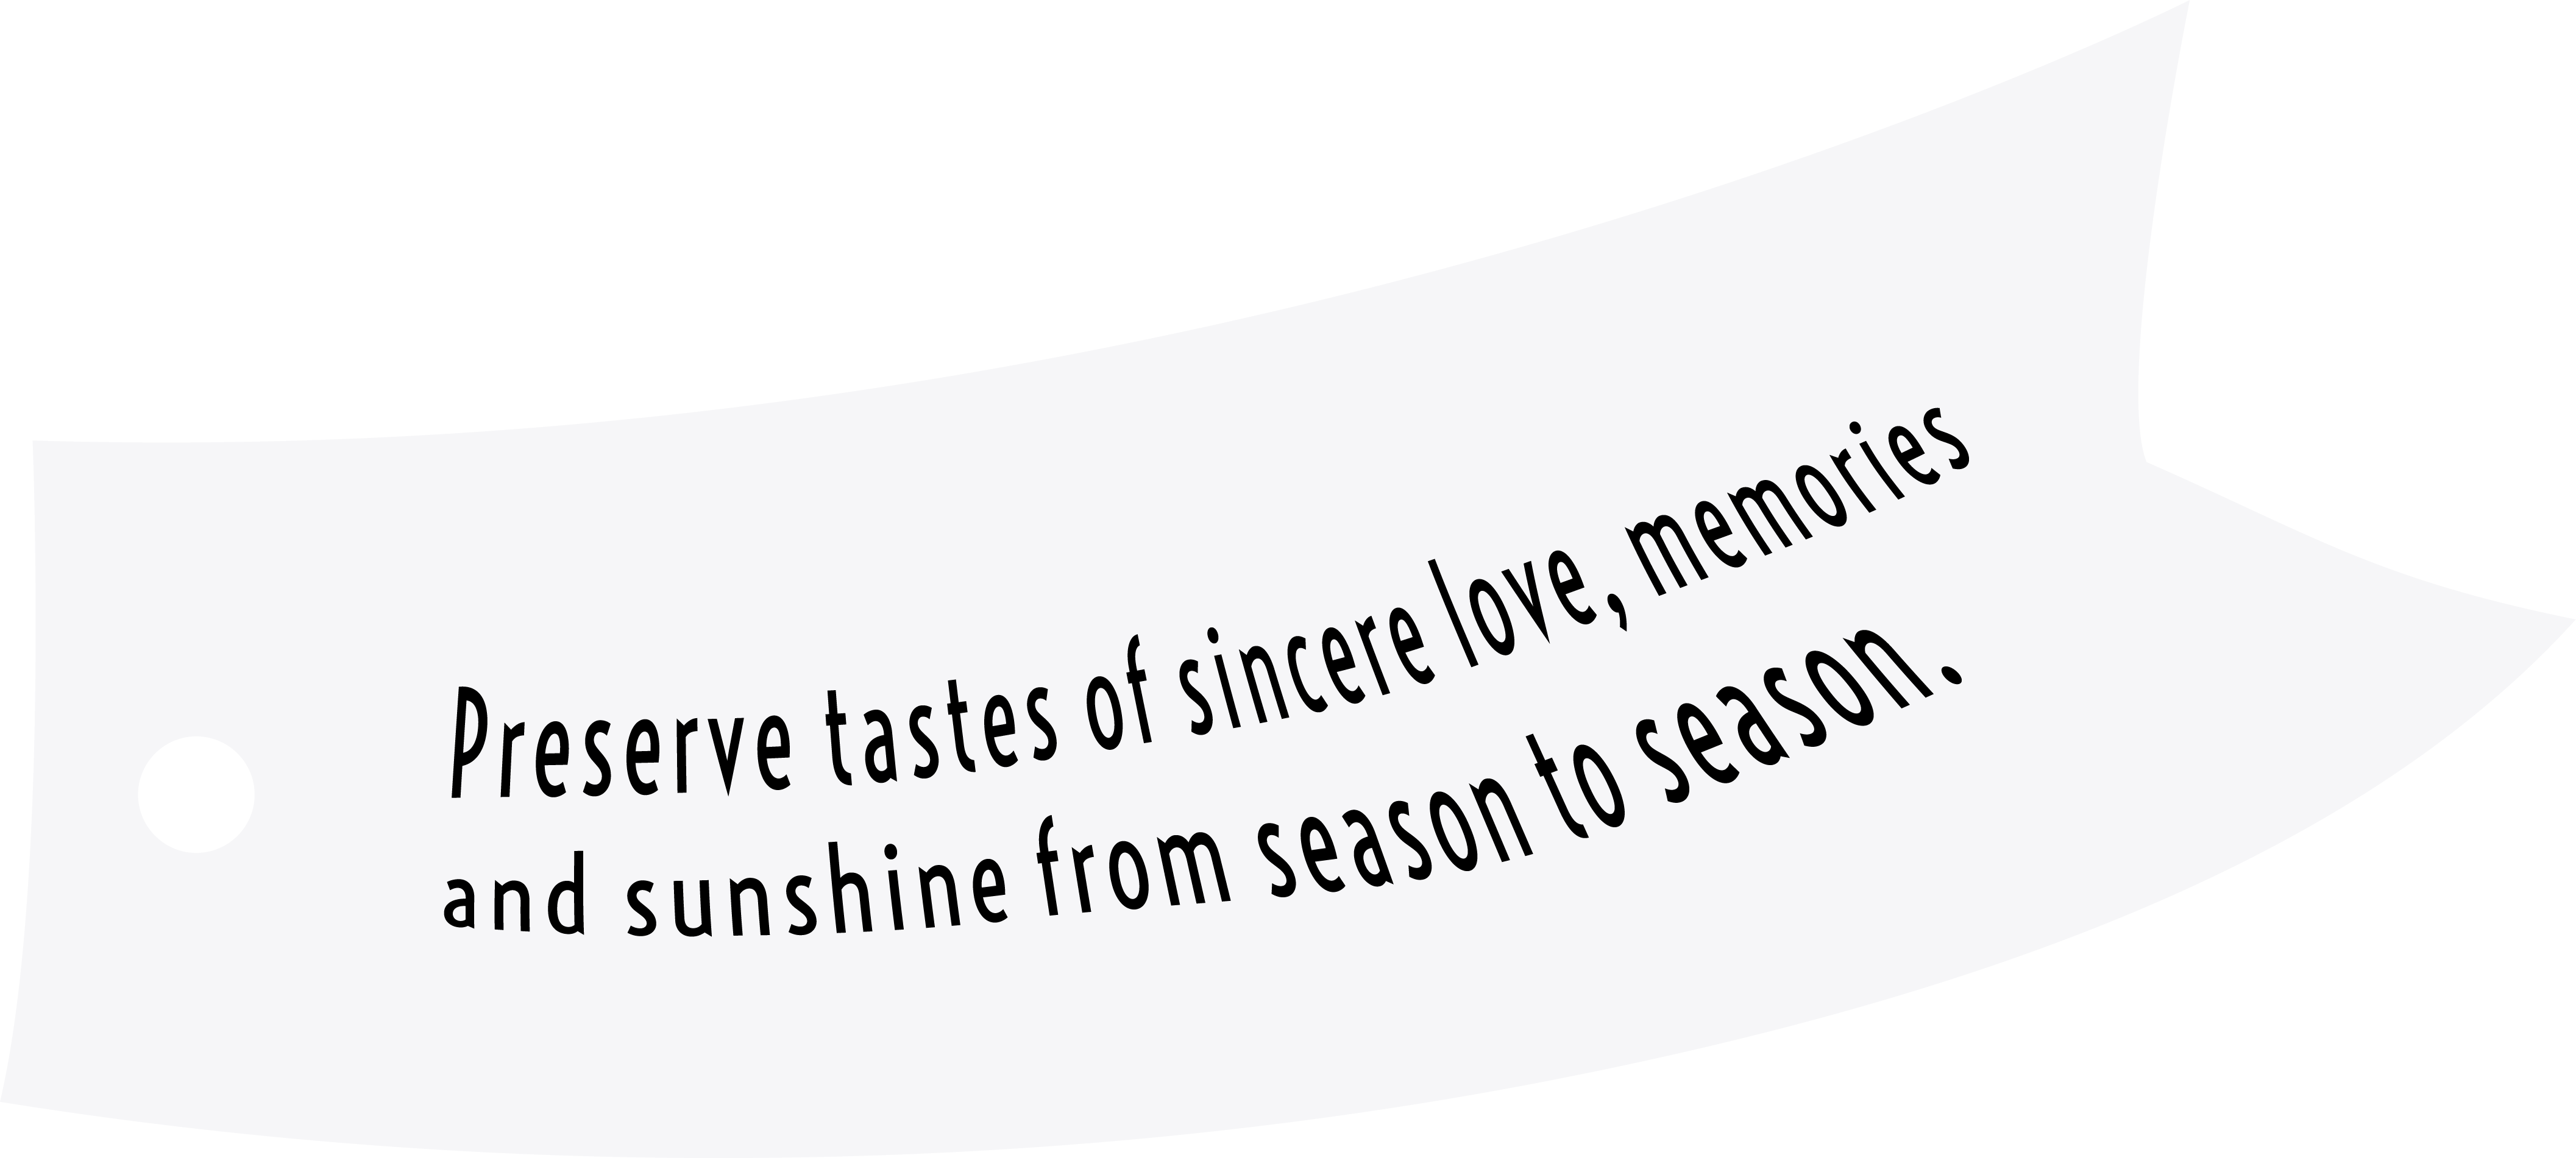 Preserve tastes of sincere love, memories
and sunshine from season to season.